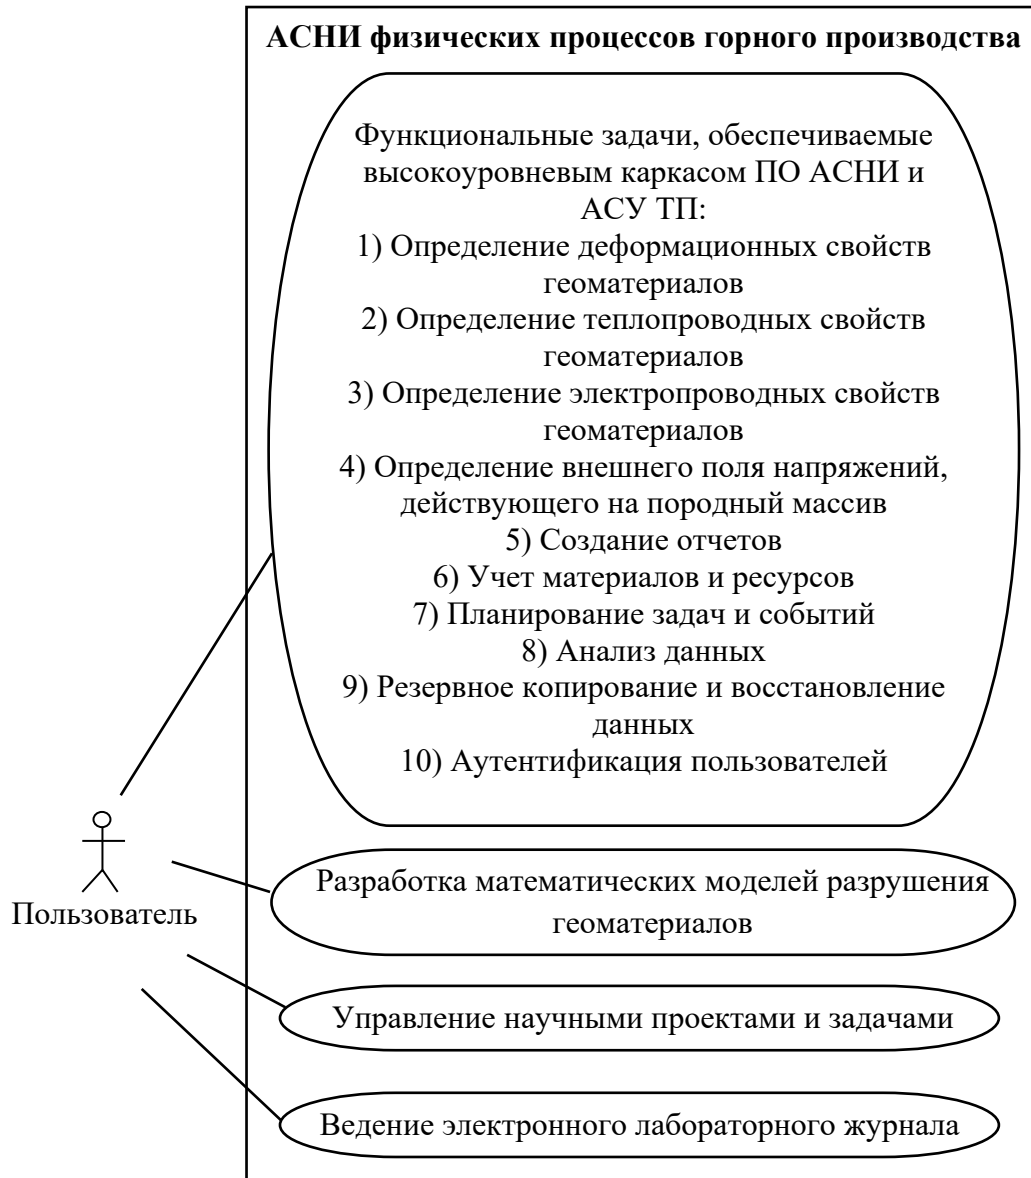 АСНИ физических процессов горного производства
Функциональные задачи, обеспечиваемые
высокоуровневым каркасом ПО АСНИ и
АСУ ТП:
1) Определение деформационных свойств
геоматериалов
2) Определение теплопроводных свойств
геоматериалов
3) Определение электропроводных свойств
геоматериалов
4) Определение внешнего поля напряжений,
действующего на породный массив
5) Создание отчетов
6) Учет материалов и ресурсов
7) Планирование задач и событий
8) Анализ данных
9) Резервное копирование и восстановление
данных
10) Аутентификация пользователей
Пользователь
Разработка математических моделей разрушения
геоматериалов
Управление научными проектами и задачами
Ведение электронного лабораторного журнала